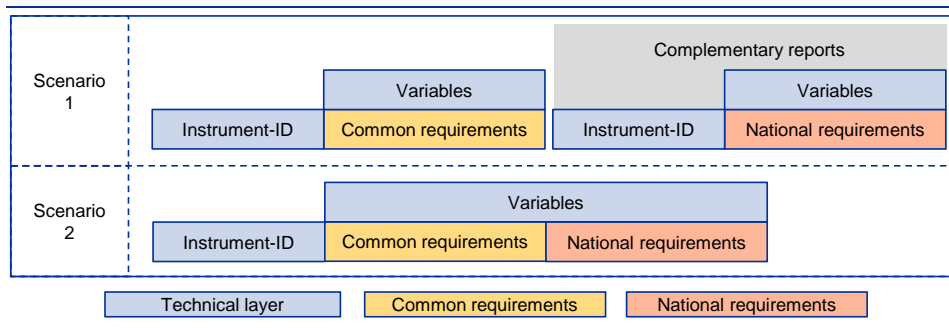 Complementary reports
Scenario
1
Variables
Variables
Instrument-ID
Common requirements
Instrument-ID
National requirements
Scenario
2
Variables
Instrument-ID
Common requirements
National requirements
Technical layer
Common requirements
National requirements